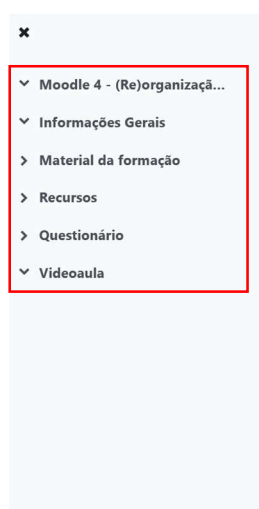 Moodle 4 - (Re)organizaçã...
Informações Gerais
Material da formação
Recursos
Questionário
Videoaula